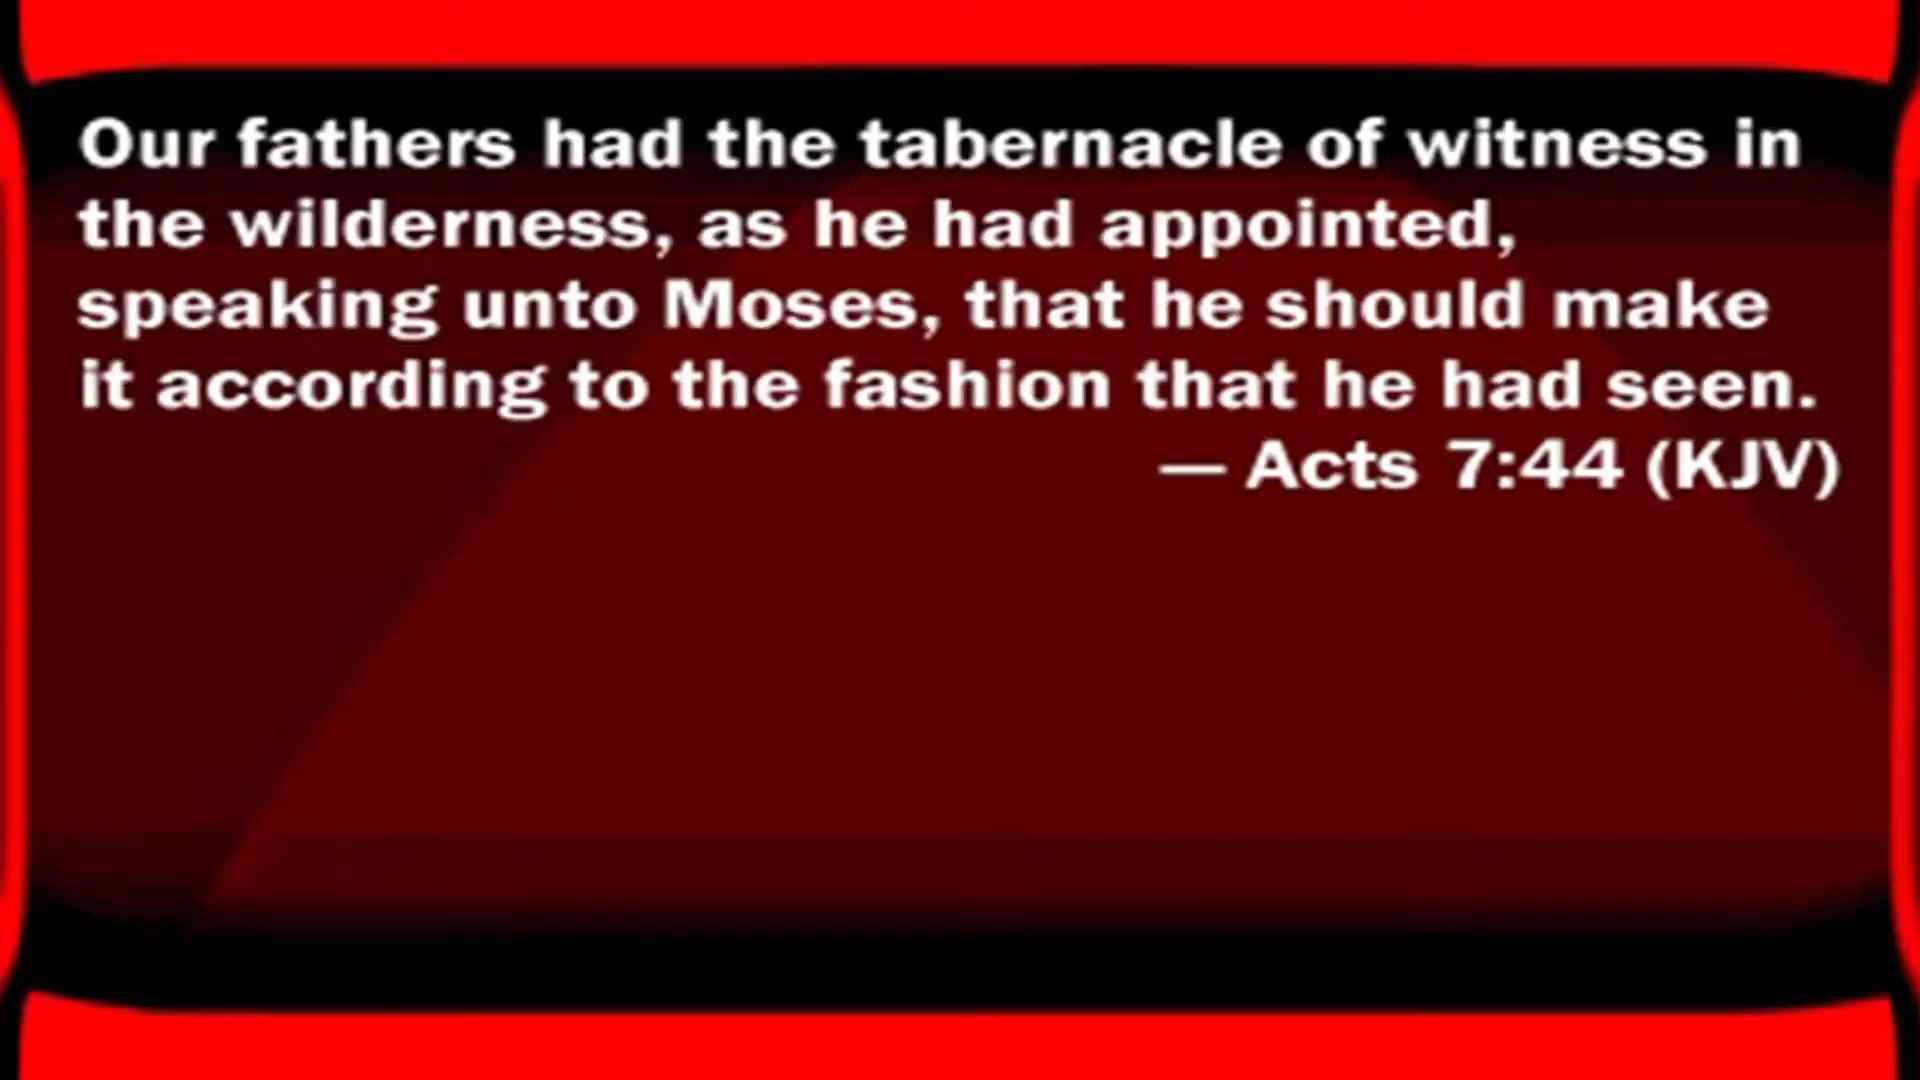 Our fathers had the tabernacle of witness in
the wilderness, as he had appointed,
speaking unto Moses, that he should make
it according to the fashion that he had seen.
— Acts 7:44 (KJV)